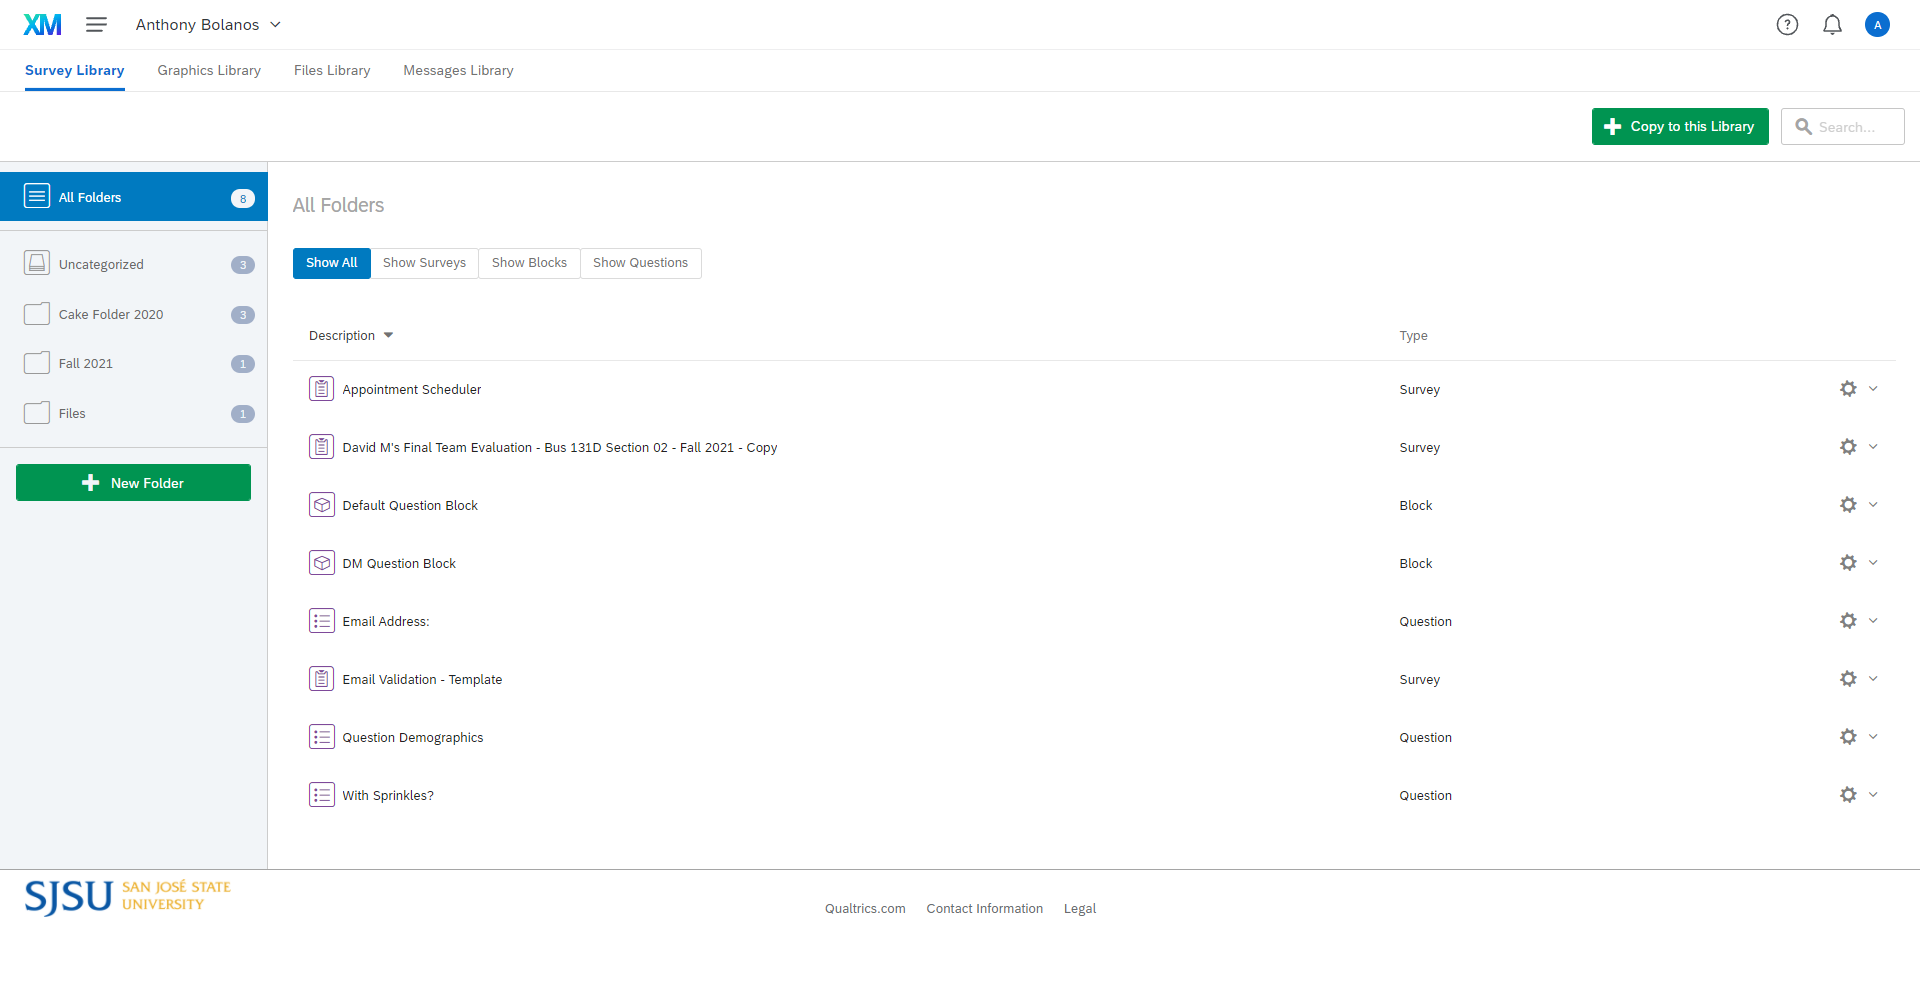 XM Anthony Bolanos A
Survey Library Graphics Library Files Library Messages Library
Copy to this Library Search...
All Folders 8
Uncategorized 3
Cake Folder 2020 3
Fall 2021 1
Files 1
New Folder
All Folders
Show All Show Surveys Show Blocks Show Questions
Description Type
Appointment Scheduler Survey
David M's Final Team Evaluation - Bus 131D Section 02 - Fall 2021 - Copy Survey
Default Question Block Block
DM Question Block Block
Email Address: Question
Email Validation - Template Survey
Question Demographics Question
With Sprinkles? Question
SJSU SAN JOSÉ STATE
UNIVERSITY
Qualtrics.com Contact Information Legal